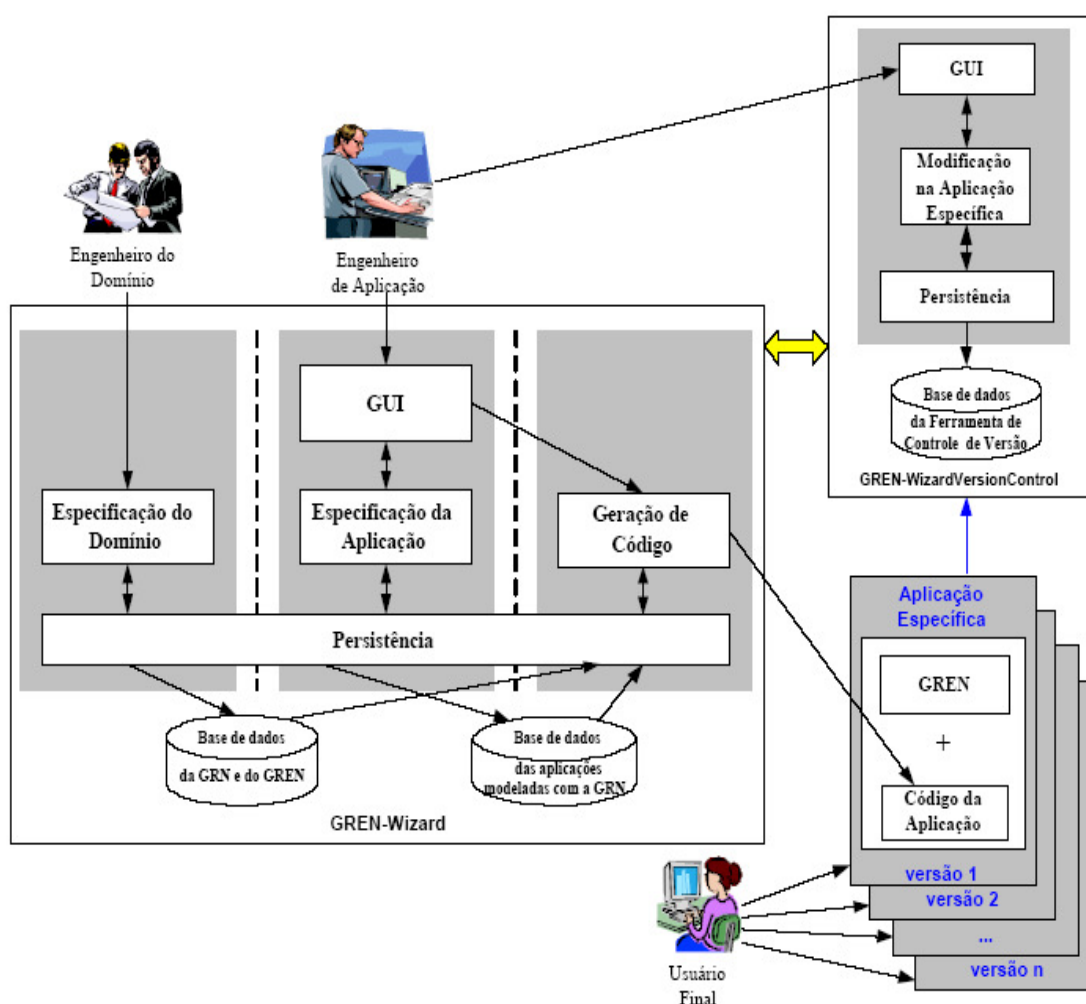 GUI
Modificação
na Aplicação
Específica
Persistência
Base de dados
da Ferramenta de
Controle de Versão
GREN-WizardVersionControl
Engenheiro do
Domínio
Engenheiro
de Aplicação
GUI
Especificação do
Domínio
Especificação da
Aplicação
Geração de
Código
Persistência
Base de dados
da GRN e do GREN
Base de dados
das aplicações
modeladas com a GRN
GREN-Wizard
Aplicação
Específica
GREN
+
Código da
Aplicação
versão 1
versão 2
...
versão n
Usuário
Final